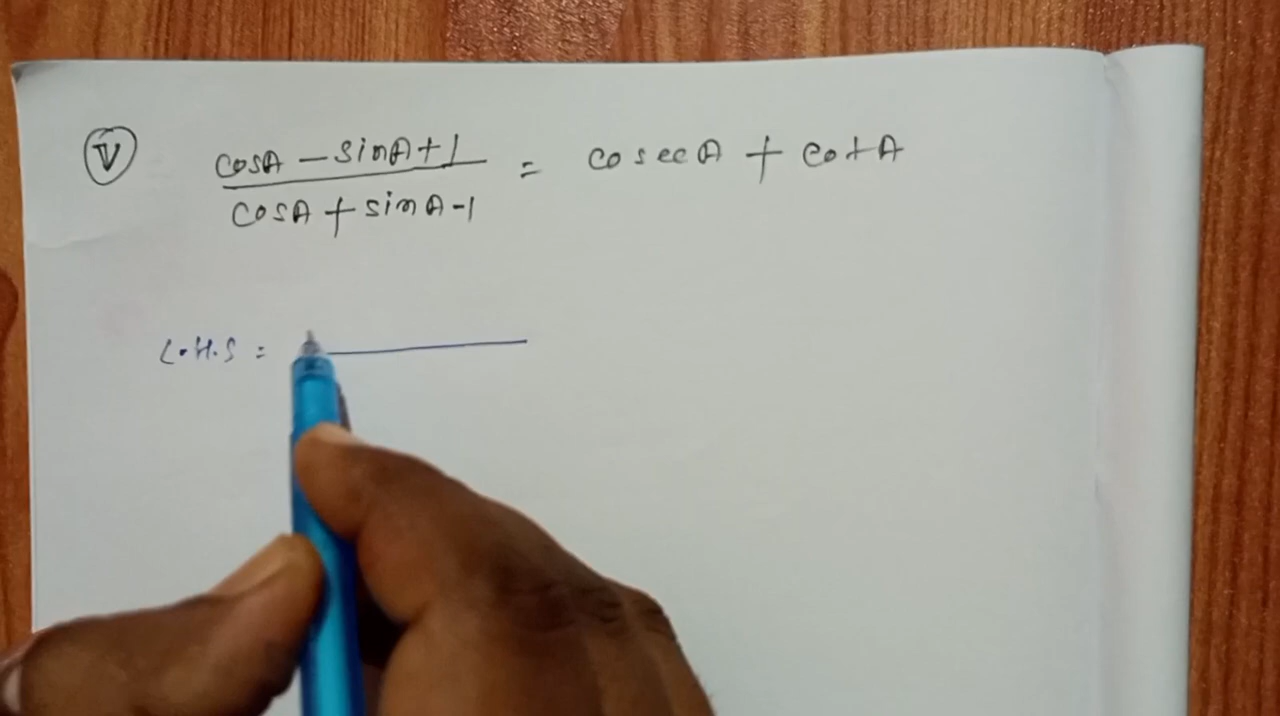 (V) cosA - sinA+1 = cosecA + cotA
cosA + sinA-1
L.H.S =